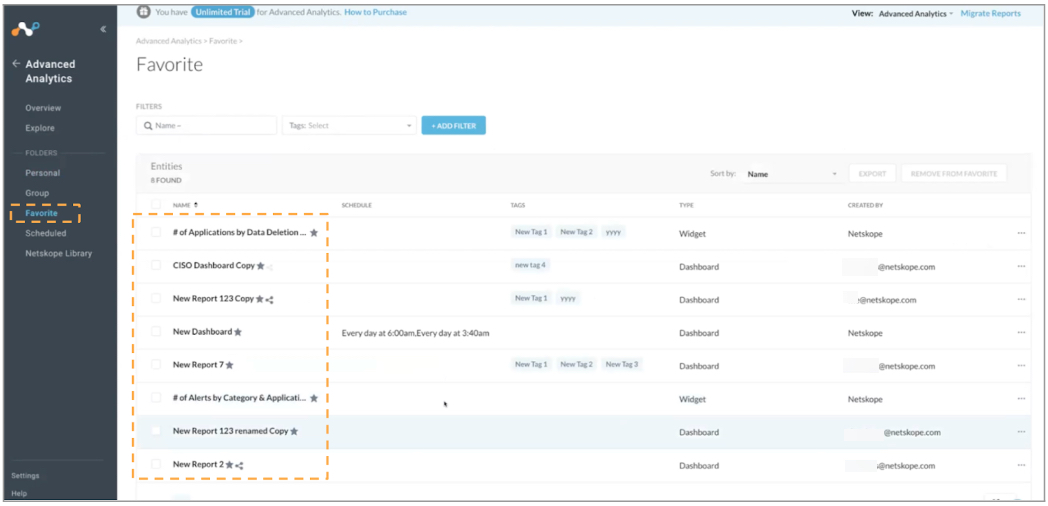 You have Unlimited Trial for Advanced Analytics. How to Purchase
View: Advanced Analytics Migrate Reports
Advanced Analytics
Overview
Explore
FOLDERS
Personal
Group
Favorite
Scheduled
Netskope Library
Settings
Help
Advanced Analytics > Favorite >
Favorite
FILTERS
Name ~ Tags: Select + ADD FILTER
Entities
8 FOUND
Sort by: Name EXPORT REMOVE FROM FAVORITE
NAME SCHEDULE TAGS TYPE CREATED BY
# of Applications by Data Deletion ... New Tag 1 New Tag 2 yyyy Widget Netskope ...
CISO Dashboard Copy new tag 4 Dashboard @netskope.com ...
New Report 123 Copy New Tag 1 yyyy Dashboard @netskope.com ...
New Dashboard Every day at 6:00am,Every day at 3:40am Dashboard Netskope ...
New Report 7 New Tag 1 New Tag 2 New Tag 3 Dashboard @netskope.com ...
# of Alerts by Category & Applicati... Widget Netskope ...
New Report 123 renamed Copy Dashboard @netskope.com ...
New Report 2 Dashboard @netskope.com ...